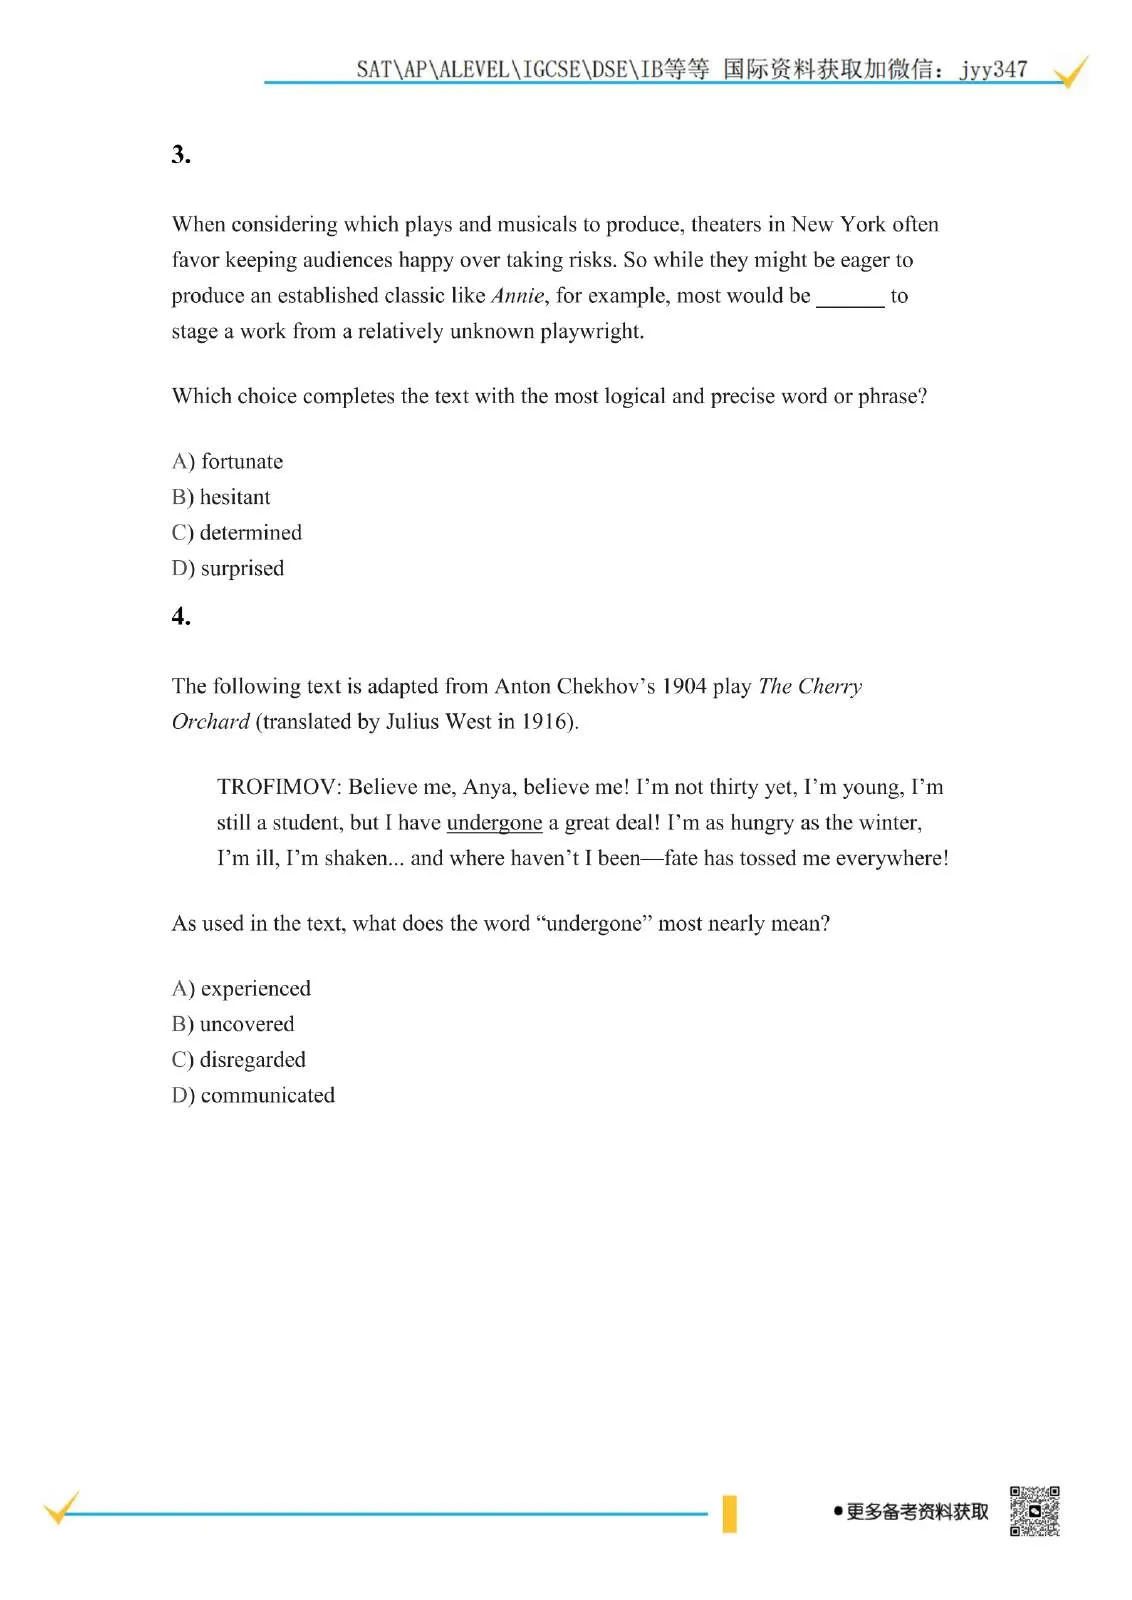 SAT\AP\ALEVEL\IGCSE\DSE\IB等等 国际资料获取加微信：jyy347
3.
When considering which plays and musicals to produce, theaters in New York often
favor keeping audiences happy over taking risks. So while they might be eager to
produce an established classic like Annie, for example, most would be ______ to
stage a work from a relatively unknown playwright.
Which choice completes the text with the most logical and precise word or phrase?
A) fortunate
B) hesitant
C) determined
D) surprised
4.
The following text is adapted from Anton Chekhov’s 1904 play The Cherry
Orchard (translated by Julius West in 1916).
TROFIMOV: Believe me, Anya, believe me! I’m not thirty yet, I’m young, I’m
still a student, but I have undergone a great deal! I’m as hungry as the winter,
I’m ill, I’m shaken... and where haven’t I been—fate has tossed me everywhere!
As used in the text, what does the word “undergone” most nearly mean?
A) experienced
B) uncovered
C) disregarded
D) communicated
•更多备考资料获取